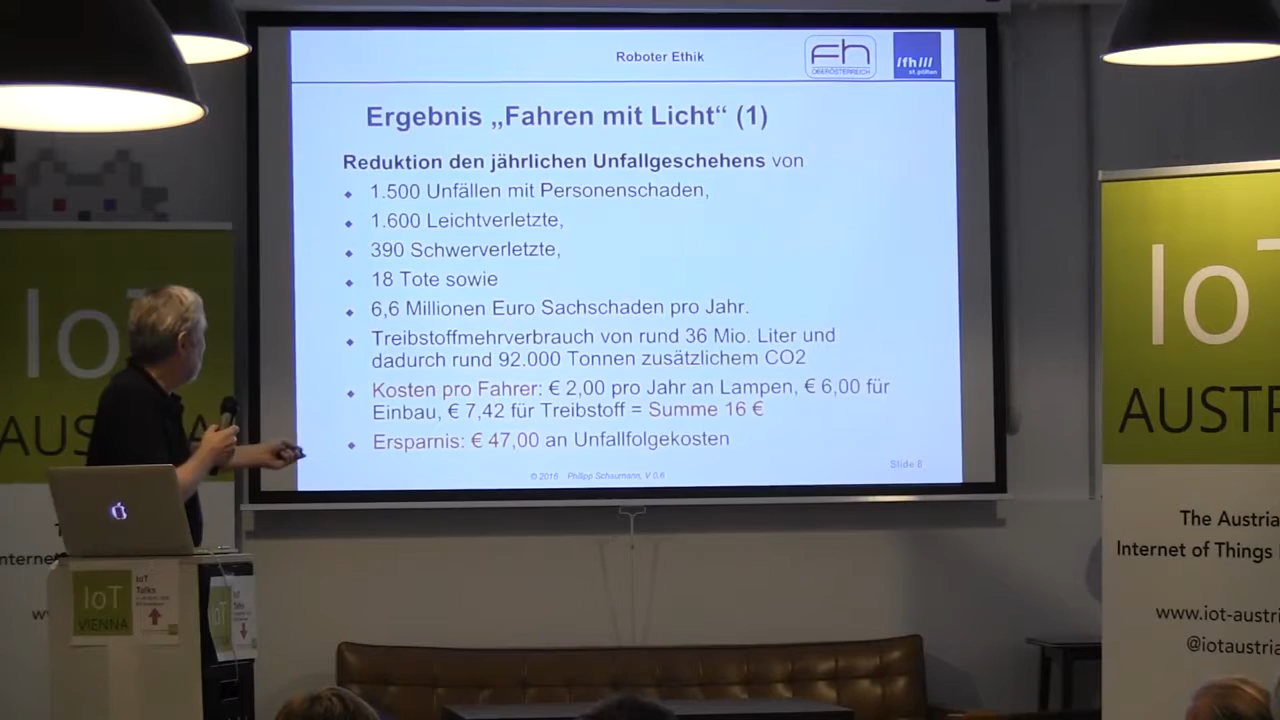 Roboter Ethik
Fh
OBERÖSTERREICH
/fh///
st.pölten
Ergebnis „Fahren mit Licht“ (1)
Reduktion den jährlichen Unfallgeschehens von
1.500 Unfällen mit Personenschaden,
1.600 Leichtverletzte,
390 Schwerverletzte,
18 Tote sowie
6,6 Millionen Euro Sachschaden pro Jahr.
Treibstoffmehrverbrauch von rund 36 Mio. Liter und
dadurch rund 92.000 Tonnen zusätzlichem CO2
Kosten pro Fahrer: € 2,00 pro Jahr an Lampen, € 6,00 für
Einbau, € 7,42 für Treibstoff = Summe 16 €
Ersparnis: € 47,00 an Unfallfolgekosten
© 2016 Philipp Schaumann, V 0.6
Slide 8
IoT
AUS
nterne
IoT
VIENNA
IoT
Talks
IoT
AUSTR
The Austria
Internet of Things
www.iot-austri
@iotaustria